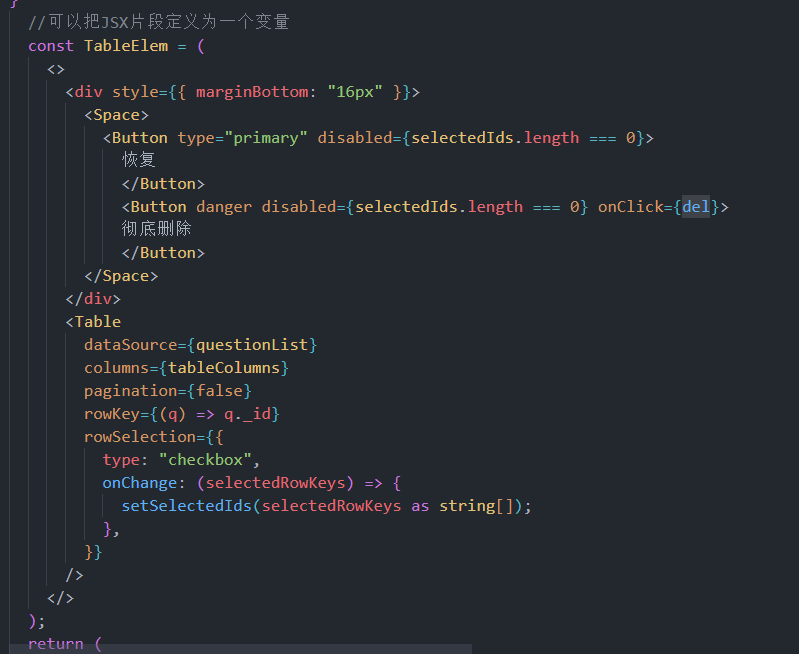 }
//可以把JSX片段定义为一个变量
const TableElem = (
<>
<div style={{ marginBottom: "16px" }}>
<Space>
<Button type="primary" disabled={selectedIds.length === 0}>
恢复
</Button>
<Button danger disabled={selectedIds.length === 0} onClick={del}>
彻底删除
</Button>
</Space>
</div>
<Table
dataSource={questionList}
columns={tableColumns}
pagination={false}
rowKey={(q) => q._id}
rowSelection={{
type: "checkbox",
onChange: (selectedRowKeys) => {
setSelectedIds(selectedRowKeys as string[]);
},
}}
/>
</>
);
return (